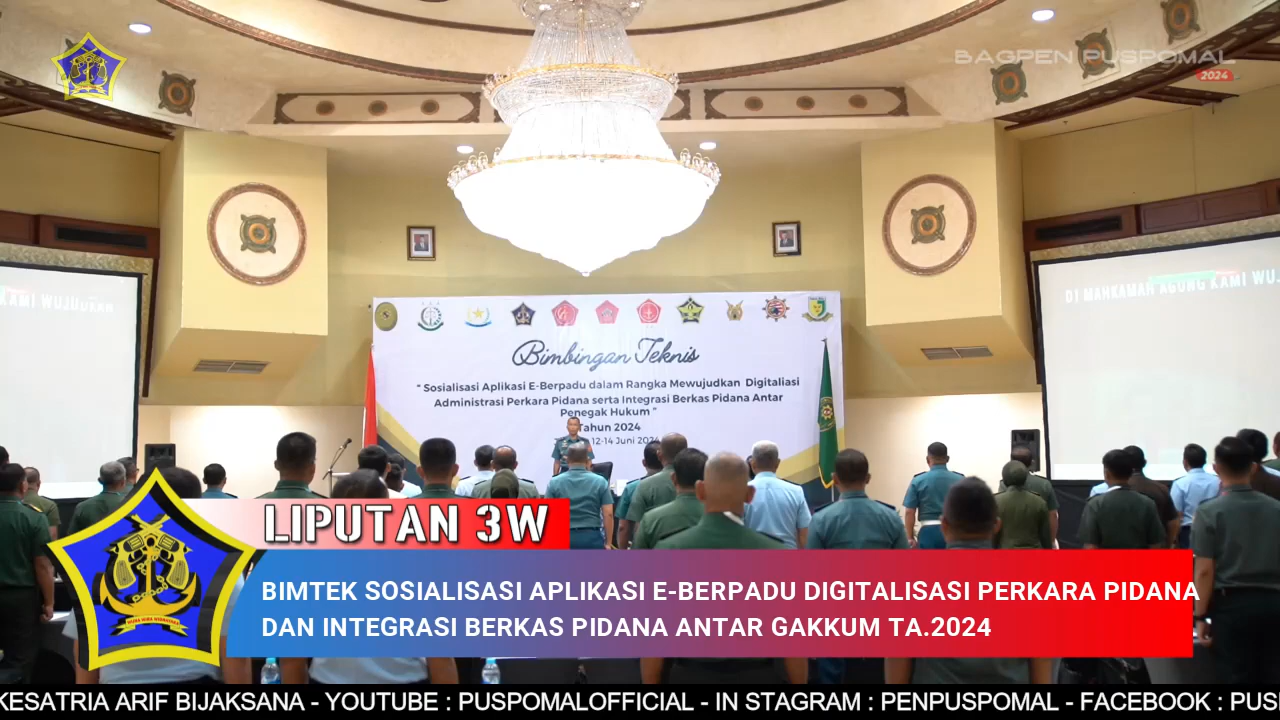 BAGPEN PUSPOMAL
2024
KAMI WUJUDKAN
DI MAHKAMAH AGUNG KAMI WUJ
Bimbingan Teknis
" Sosialisasi Aplikasi E-Berpadu dalam Rangka Mewujudkan Digitaliasi
Administrasi Perkara Pidana serta Integrasi Berkas Pidana Antar
Penegak Hukum "
Tahun 2024
12-14 Juni 2024
LIPUTAN 3W
BIMTEK SOSIALISASI APLIKASI E-BERPADU DIGITALISASI PERKARA PIDANA
DAN INTEGRASI BERKAS PIDANA ANTAR GAKKUM TA.2024
KESATRIA ARIF BIJAKSANA - YOUTUBE : PUSPOMALOFFICIAL - IN STAGRAM : PENPUSPOMAL - FACEBOOK : PUS